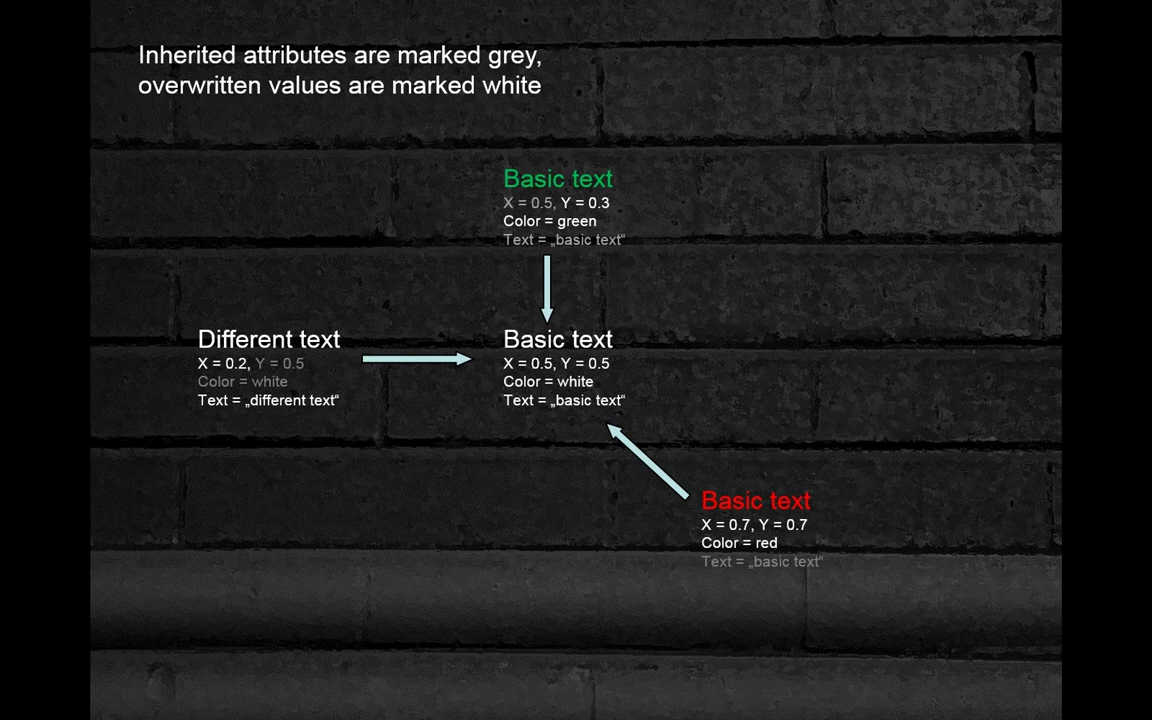 Inherited attributes are marked grey,
overwritten values are marked white
Basic text
X = 0.5, Y = 0.3
Color = green
Text = „basic text“
Different text
X = 0.2, Y = 0.5
Color = white
Text = „different text“
Basic text
X = 0.5, Y = 0.5
Color = white
Text = „basic text“
Basic text
X = 0.7, Y = 0.7
Color = red
Text = „basic text“